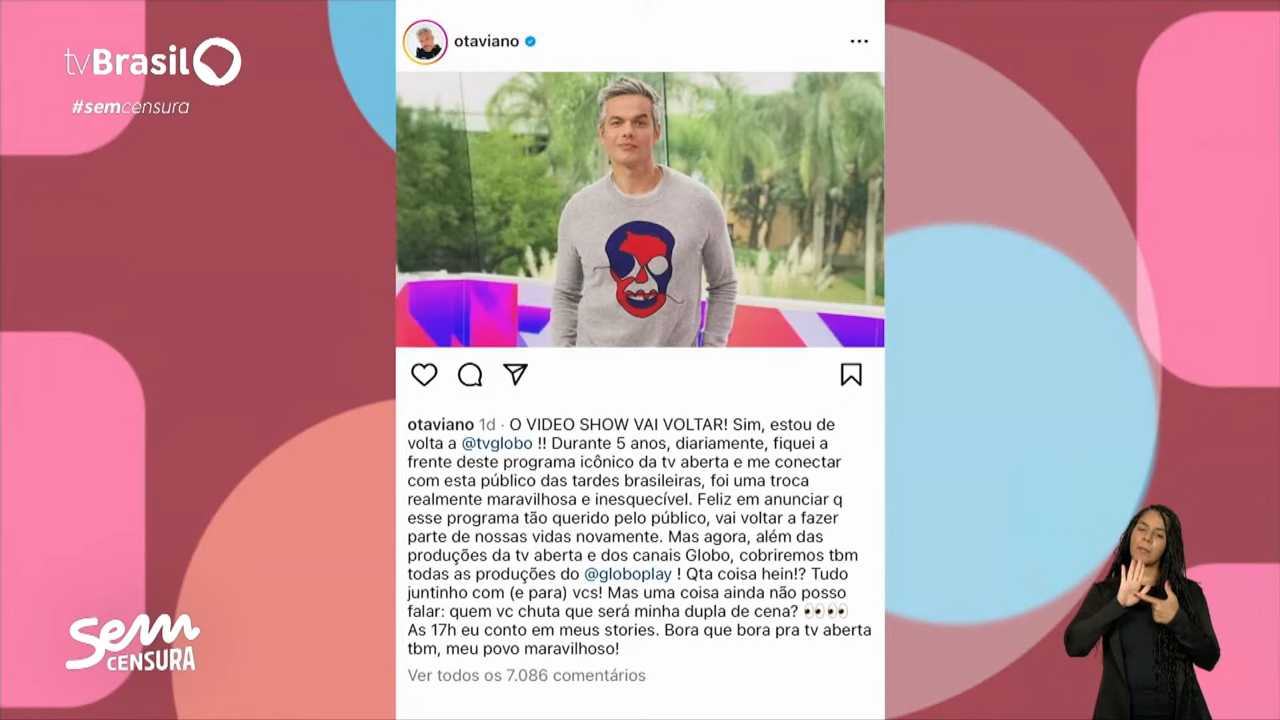 tvBrasil
#semcensura
otaviano
otaviano 1d · O VIDEO SHOW VAI VOLTAR! Sim, estou de
volta a @tvglobo !! Durante 5 anos, diariamente, fiquei a
frente deste programa icônico da tv aberta e me conectar
com esta público das tardes brasileiras, foi uma troca
realmente maravilhosa e inesquecível. Feliz em anunciar q
esse programa tão querido pelo público, vai voltar a fazer
parte de nossas vidas novamente. Mas agora, além das
produções da tv aberta e dos canais Globo, cobriremos tbm
todas as produções do @globoplay ! Qta coisa hein!? Tudo
juntinho com (e para) vcs! Mas uma coisa ainda não posso
falar: quem vc chuta que será minha dupla de cena? 👀👀
As 17h eu conto em meus stories. Bora que bora pra tv aberta
tbm, meu povo maravilhoso!
Ver todos os 7.086 comentários
Sem
CENSURA